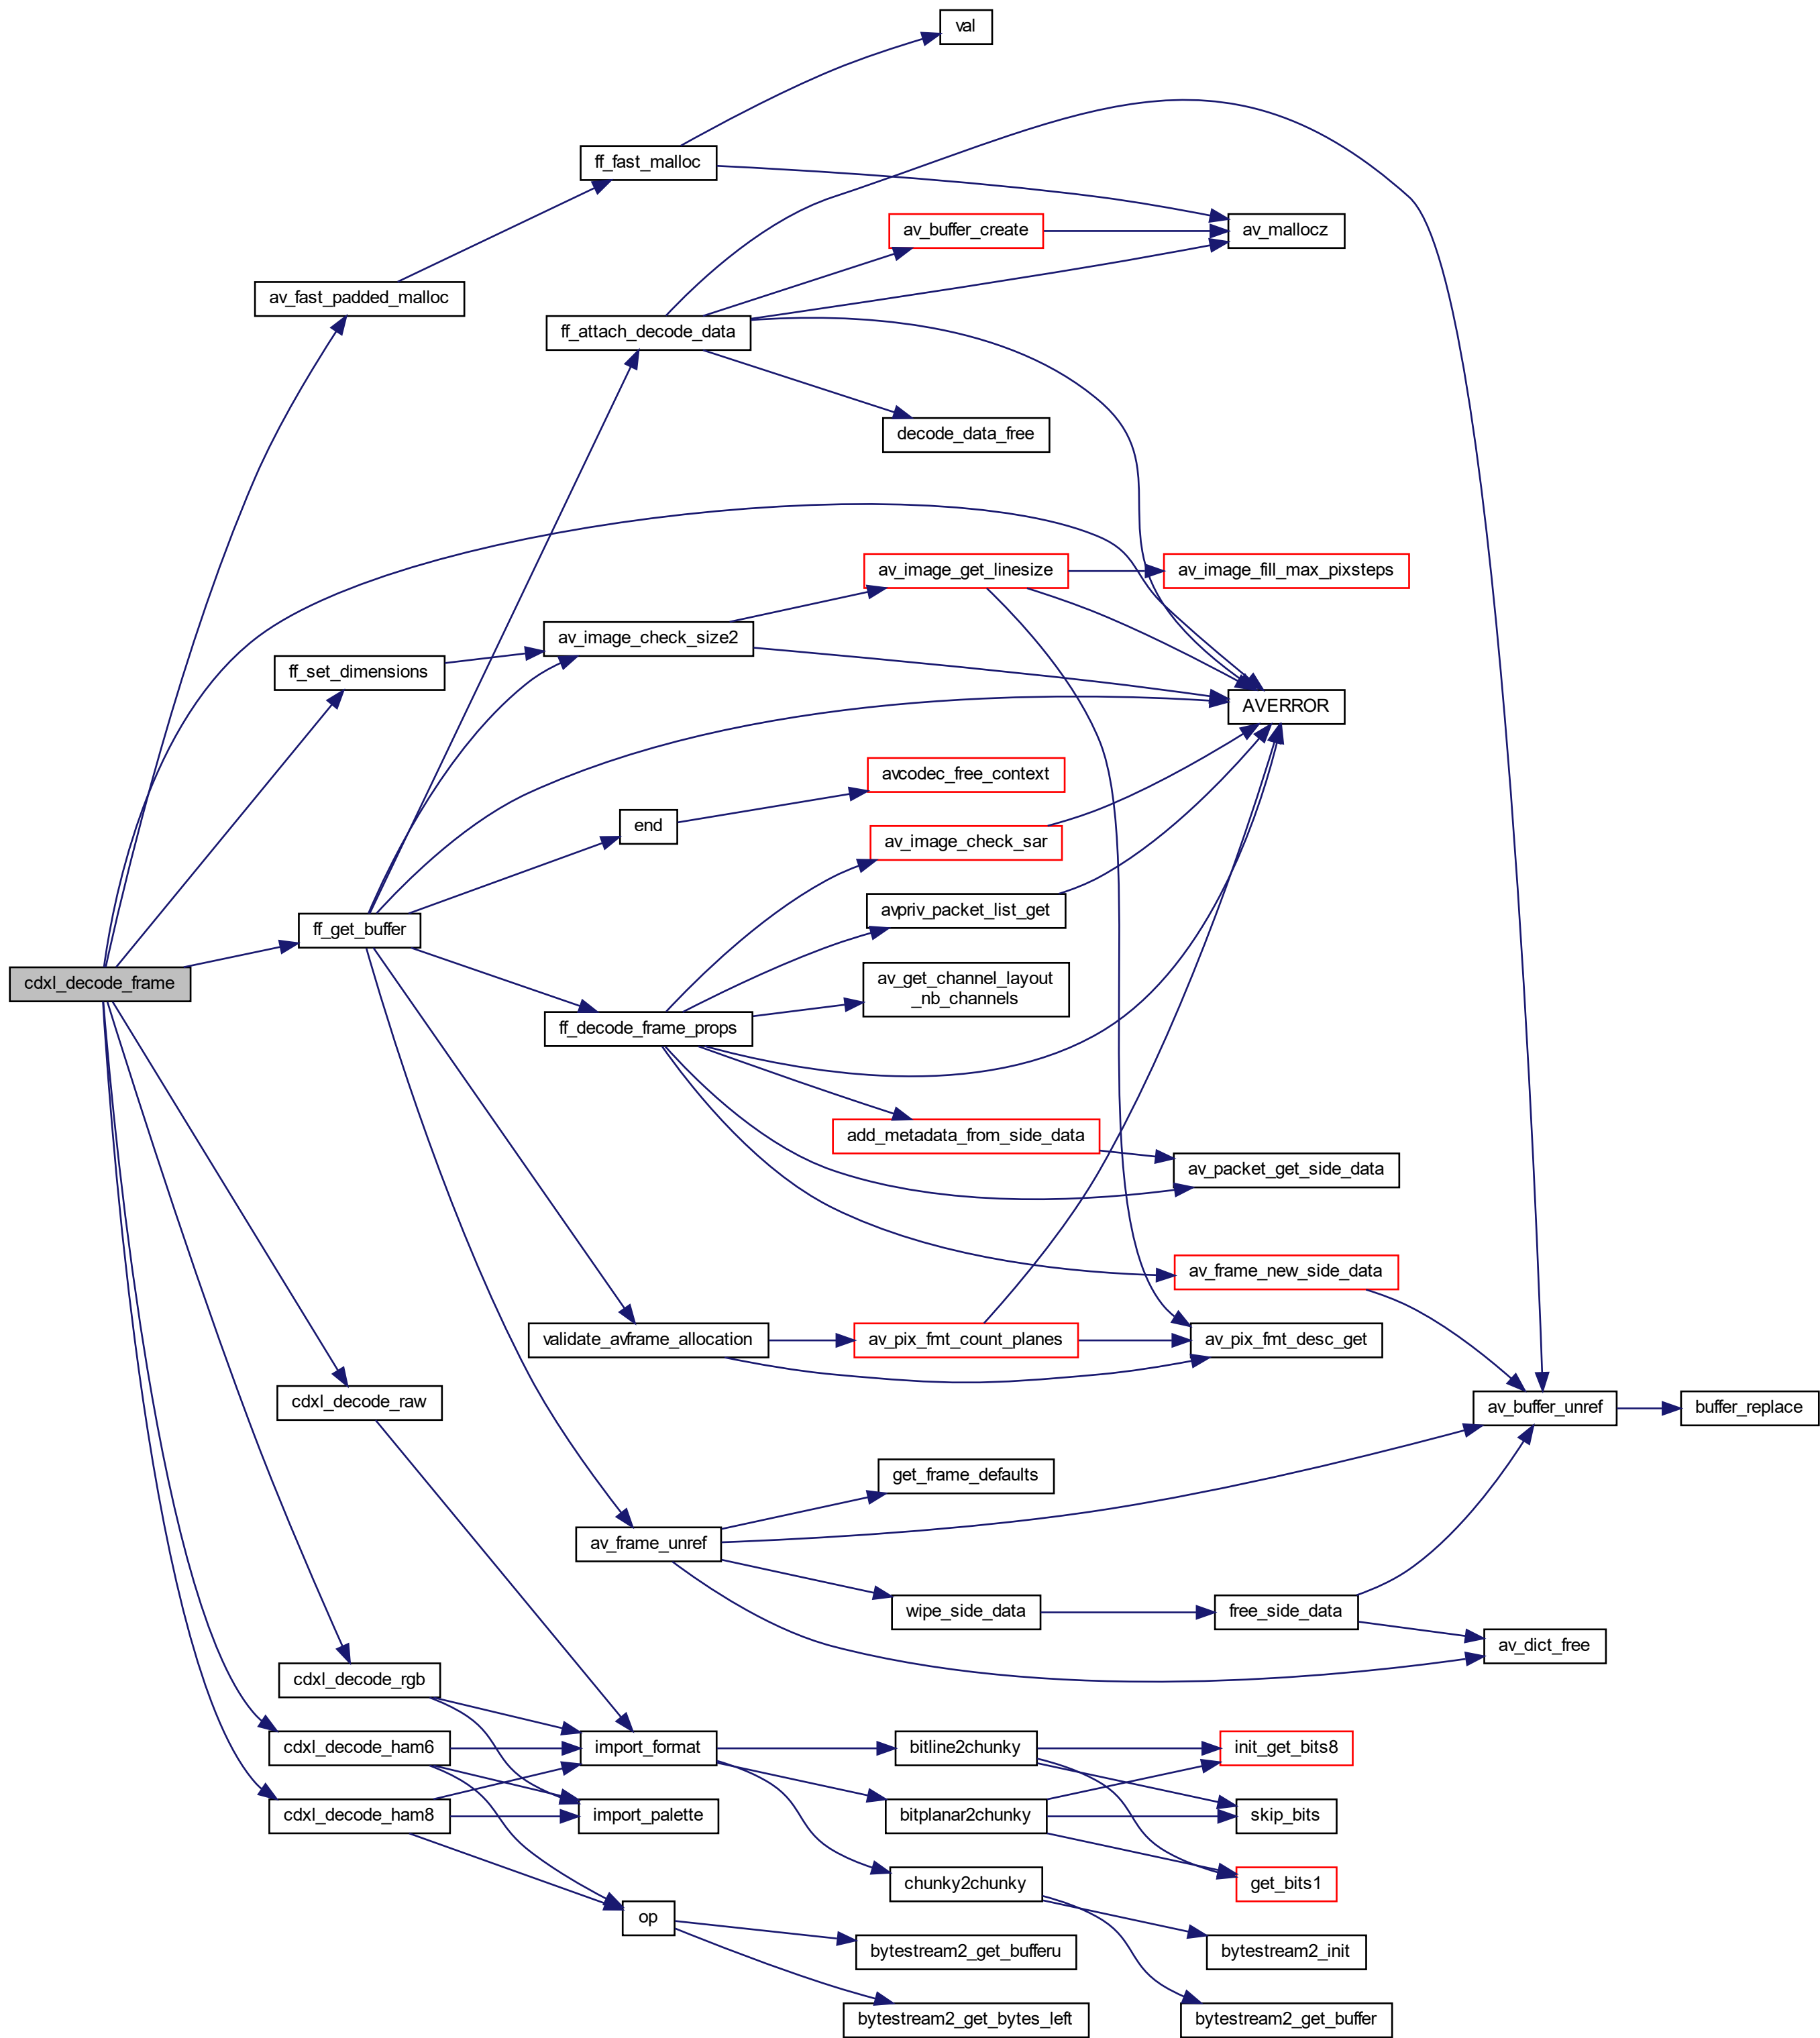 val
ff_fast_malloc
av_buffer_create
av_mallocz
av_fast_padded_malloc
ff_attach_decode_data
decode_data_free
av_image_get_linesize
av_image_fill_max_pixsteps
av_image_check_size2
ff_set_dimensions
AVERROR
avcodec_free_context
end
av_image_check_sar
avpriv_packet_list_get
ff_get_buffer
cdxl_decode_frame
av_get_channel_layout
_nb_channels
ff_decode_frame_props
add_metadata_from_side_data
av_packet_get_side_data
av_frame_new_side_data
validate_avframe_allocation
av_pix_fmt_count_planes
av_pix_fmt_desc_get
cdxl_decode_raw
av_buffer_unref
buffer_replace
get_frame_defaults
av_frame_unref
wipe_side_data
free_side_data
av_dict_free
cdxl_decode_rgb
cdxl_decode_ham6
import_format
bitline2chunky
init_get_bits8
cdxl_decode_ham8
import_palette
bitplanar2chunky
skip_bits
chunky2chunky
get_bits1
op
bytestream2_get_bufferu
bytestream2_init
bytestream2_get_bytes_left
bytestream2_get_buffer